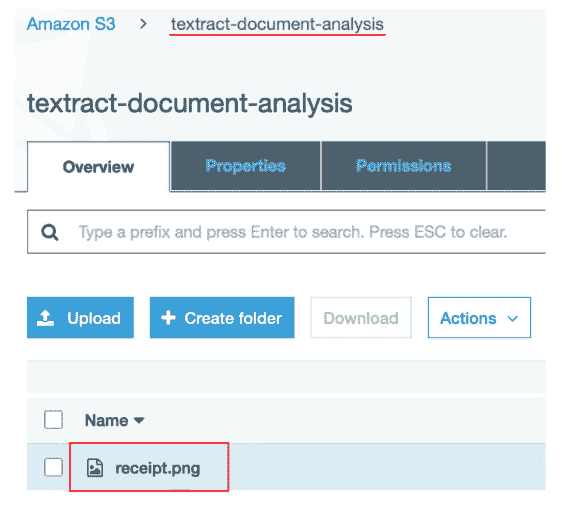 Amazon S3 > textract-document-analysis
textract-document-analysis
Overview Properties Permissions
Type a prefix and press Enter to search. Press ESC to clear.
Upload Create folder Download Actions
Name
receipt.png